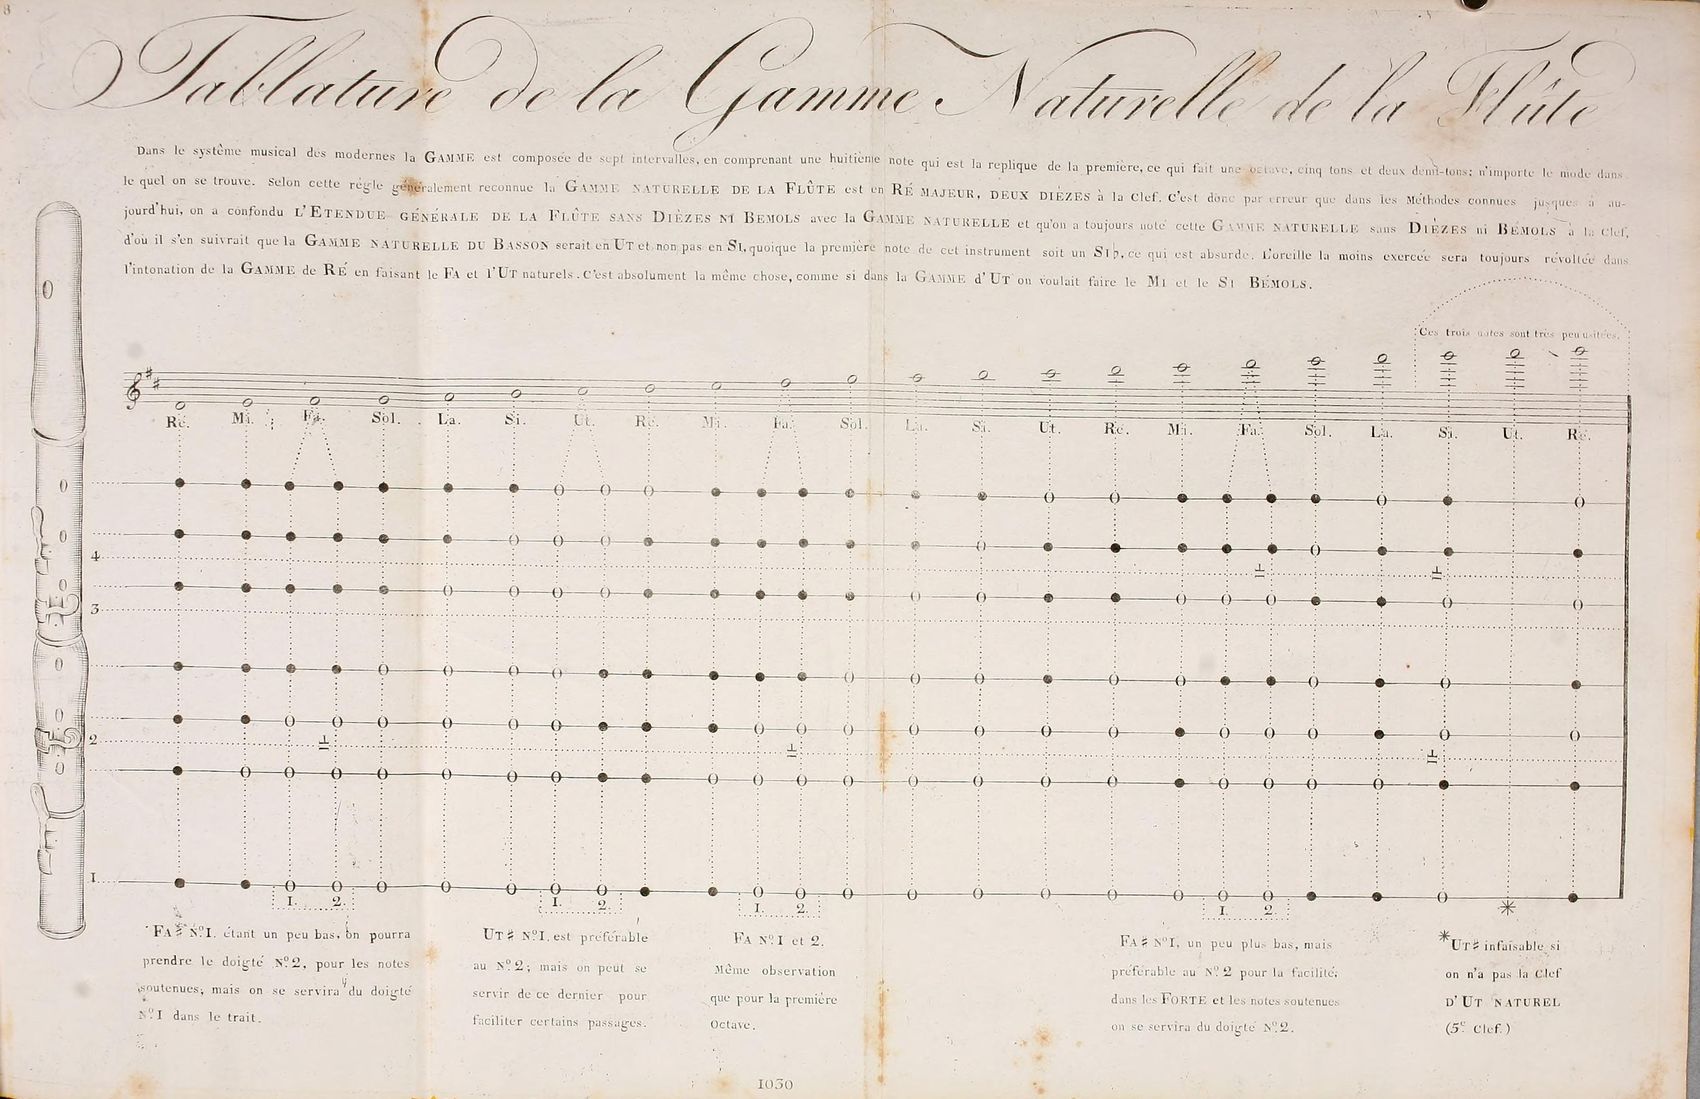 8
Tablature de la Gamme Naturelle de la Flûte
Dans le systême musical des modernes la GAMME est composée de sept intervalles, en comprenant une huitième note qui est la replique de la première, ce qui fait une octave, cinq tons et deux demi-tons; n'importe le mode dans
le quel on se trouve. Selon cette régle généralement reconnue la GAMME NATURELLE DE LA FLÛTE est en RÉ MAJEUR, DEUX DIÈZES à la Clef. C'est donc par erreur que dans les Méthodes connues jusques à au-
jourd'hui, on a confondu L'ETENDUE GÉNÉRALE DE LA FLÛTE SANS DIÈZES NI BEMOLS avec la GAMME NATURELLE et qu'on a toujours noté cette GAMME NATURELLE sans DIÈZES ni BÉMOLS à la Clef,
d'où il s'en suivrait que la GAMME NATURELLE DU BASSON serait en UT et non pas en SI, quoique la première note de cet instrument soit un SI♭, ce qui est absurde. L'oreille la moins exercée sera toujours révoltée dans
l'intonation de la GAMME de RÉ en faisant le FA et l'UT naturels. C'est absolument la même chose, comme si dans la GAMME d'UT on voulait faire le MI et le SI BÉMOLS.
Ces trois notes sont très peu usitées.
Ré. Mi. Fa. Sol. La. Si. Ut. Ré. Mi. Fa. Sol. La. Si. Ut. Ré. Mi. Fa. Sol. La. Si. Ut. Ré.
4
3
2
1
1. 2. 1. 2. 1. 2. 1. 2.
FA♯ N.º 1. étant un peu bas, on pourra
prendre le doigté N.º 2, pour les notes
soutenues; mais on se servira du doigté
N.º 1 dans le trait.
UT♯ N.º 1. est préférable
au N.º 2; mais on peut se
servir de ce dernier pour
faciliter certains passages.
FA N.º 1 et 2.
Même observation
que pour la première
Octave.
FA♯ N.º 1, un peu plus bas, mais
préférable au N.º 2 pour la facilité;
dans les FORTE et les notes soutenues
on se servira du doigté N.º 2.
*
*UT♯ infaisable si
on n'a pas la Clef
D'UT NATUREL
(5.e Clef.)
1030